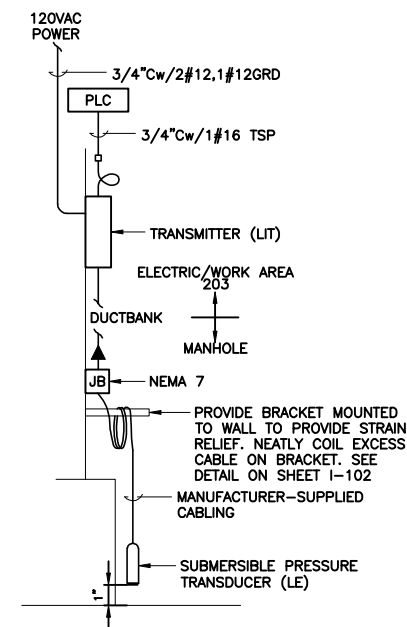 120VAC
POWER
3/4"Cw/2#12,1#12GRD
PLC
3/4"Cw/1#16 TSP
TRANSMITTER (LIT)
ELECTRIC/WORK AREA
203
DUCTBANK
MANHOLE
JB
NEMA 7
PROVIDE BRACKET MOUNTED
TO WALL TO PROVIDE STRAIN
RELIEF. NEATLY COIL EXCESS
CABLE ON BRACKET. SEE
DETAIL ON SHEET I-102
MANUFACTURER-SUPPLIED
CABLING
SUBMERSIBLE PRESSURE
TRANSDUCER (LE)
1"